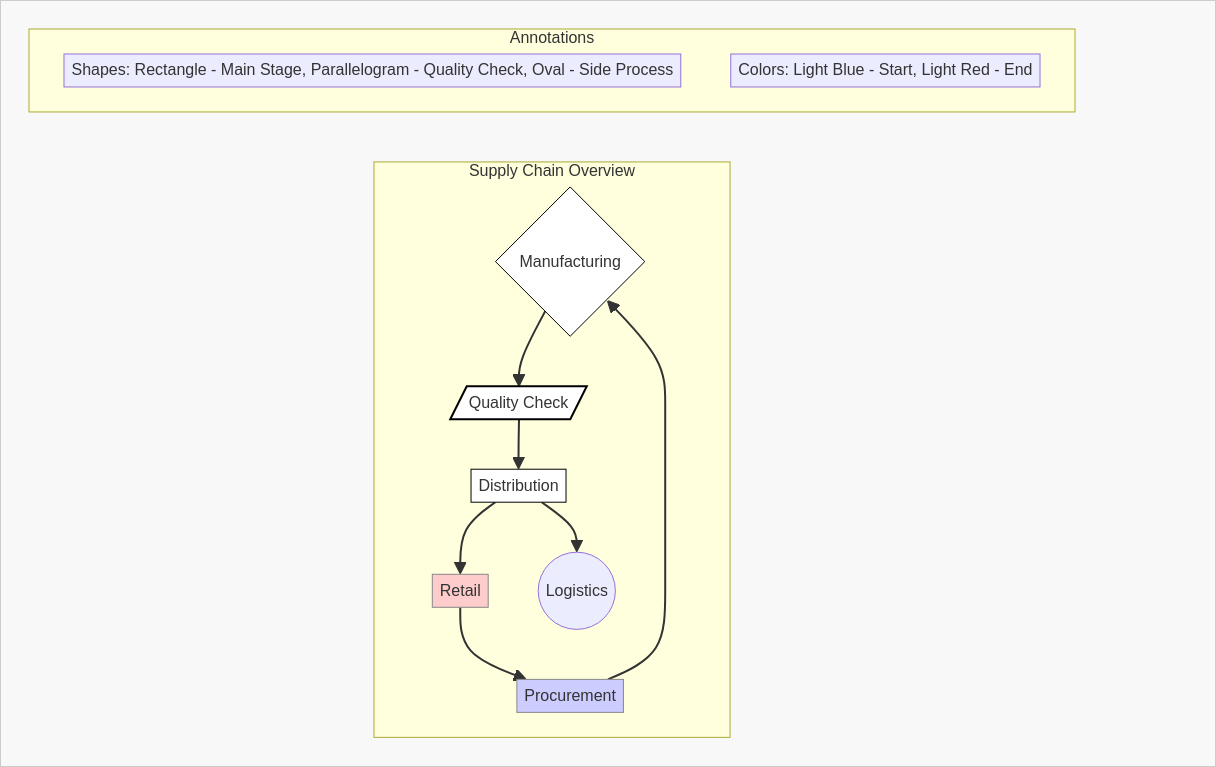 Annotations
Shapes: Rectangle - Main Stage, Parallelogram - Quality Check, Oval - Side Process
Colors: Light Blue - Start, Light Red - End
Supply Chain Overview
Manufacturing
Quality Check
Distribution
Retail
Logistics
Procurement